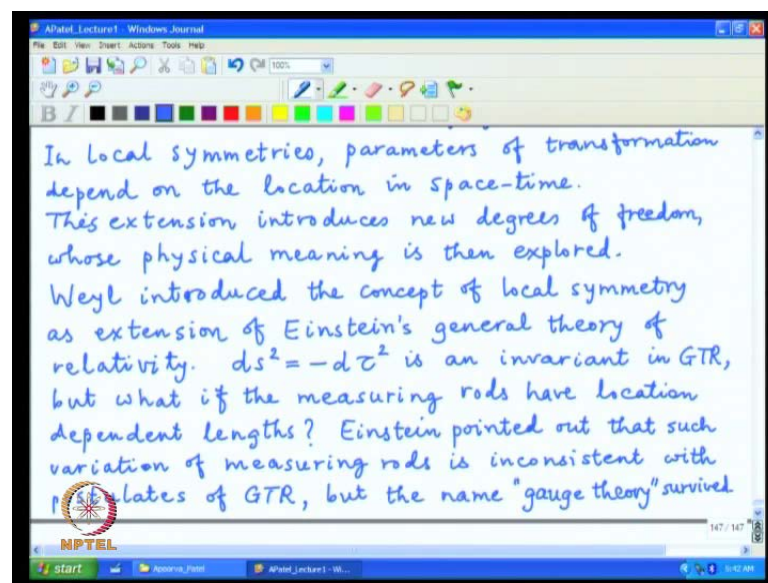 APatel_Lecture1 - Windows Journal
File Edit View Insert Actions Tools Help
100%
B I
In local symmetries, parameters of transformation
depend on the location in space-time.
This extension introduces new degrees of freedom,
whose physical meaning is then explored.
Weyl introduced the concept of local symmetry
as extension of Einstein's general theory of
relativity. ds² = -dτ² is an invariant in GTR,
but what if the measuring rods have location
dependent lengths? Einstein pointed out that such
variation of measuring rods is inconsistent with
postulates of GTR, but the name "gauge theory" survived
147 / 147
NPTEL
start Apoorva_Patel APatel_Lecture1 - Wi... 5:42 AM